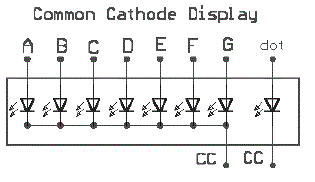 Common Cathode Display
A B C D E F G dot
CC CC